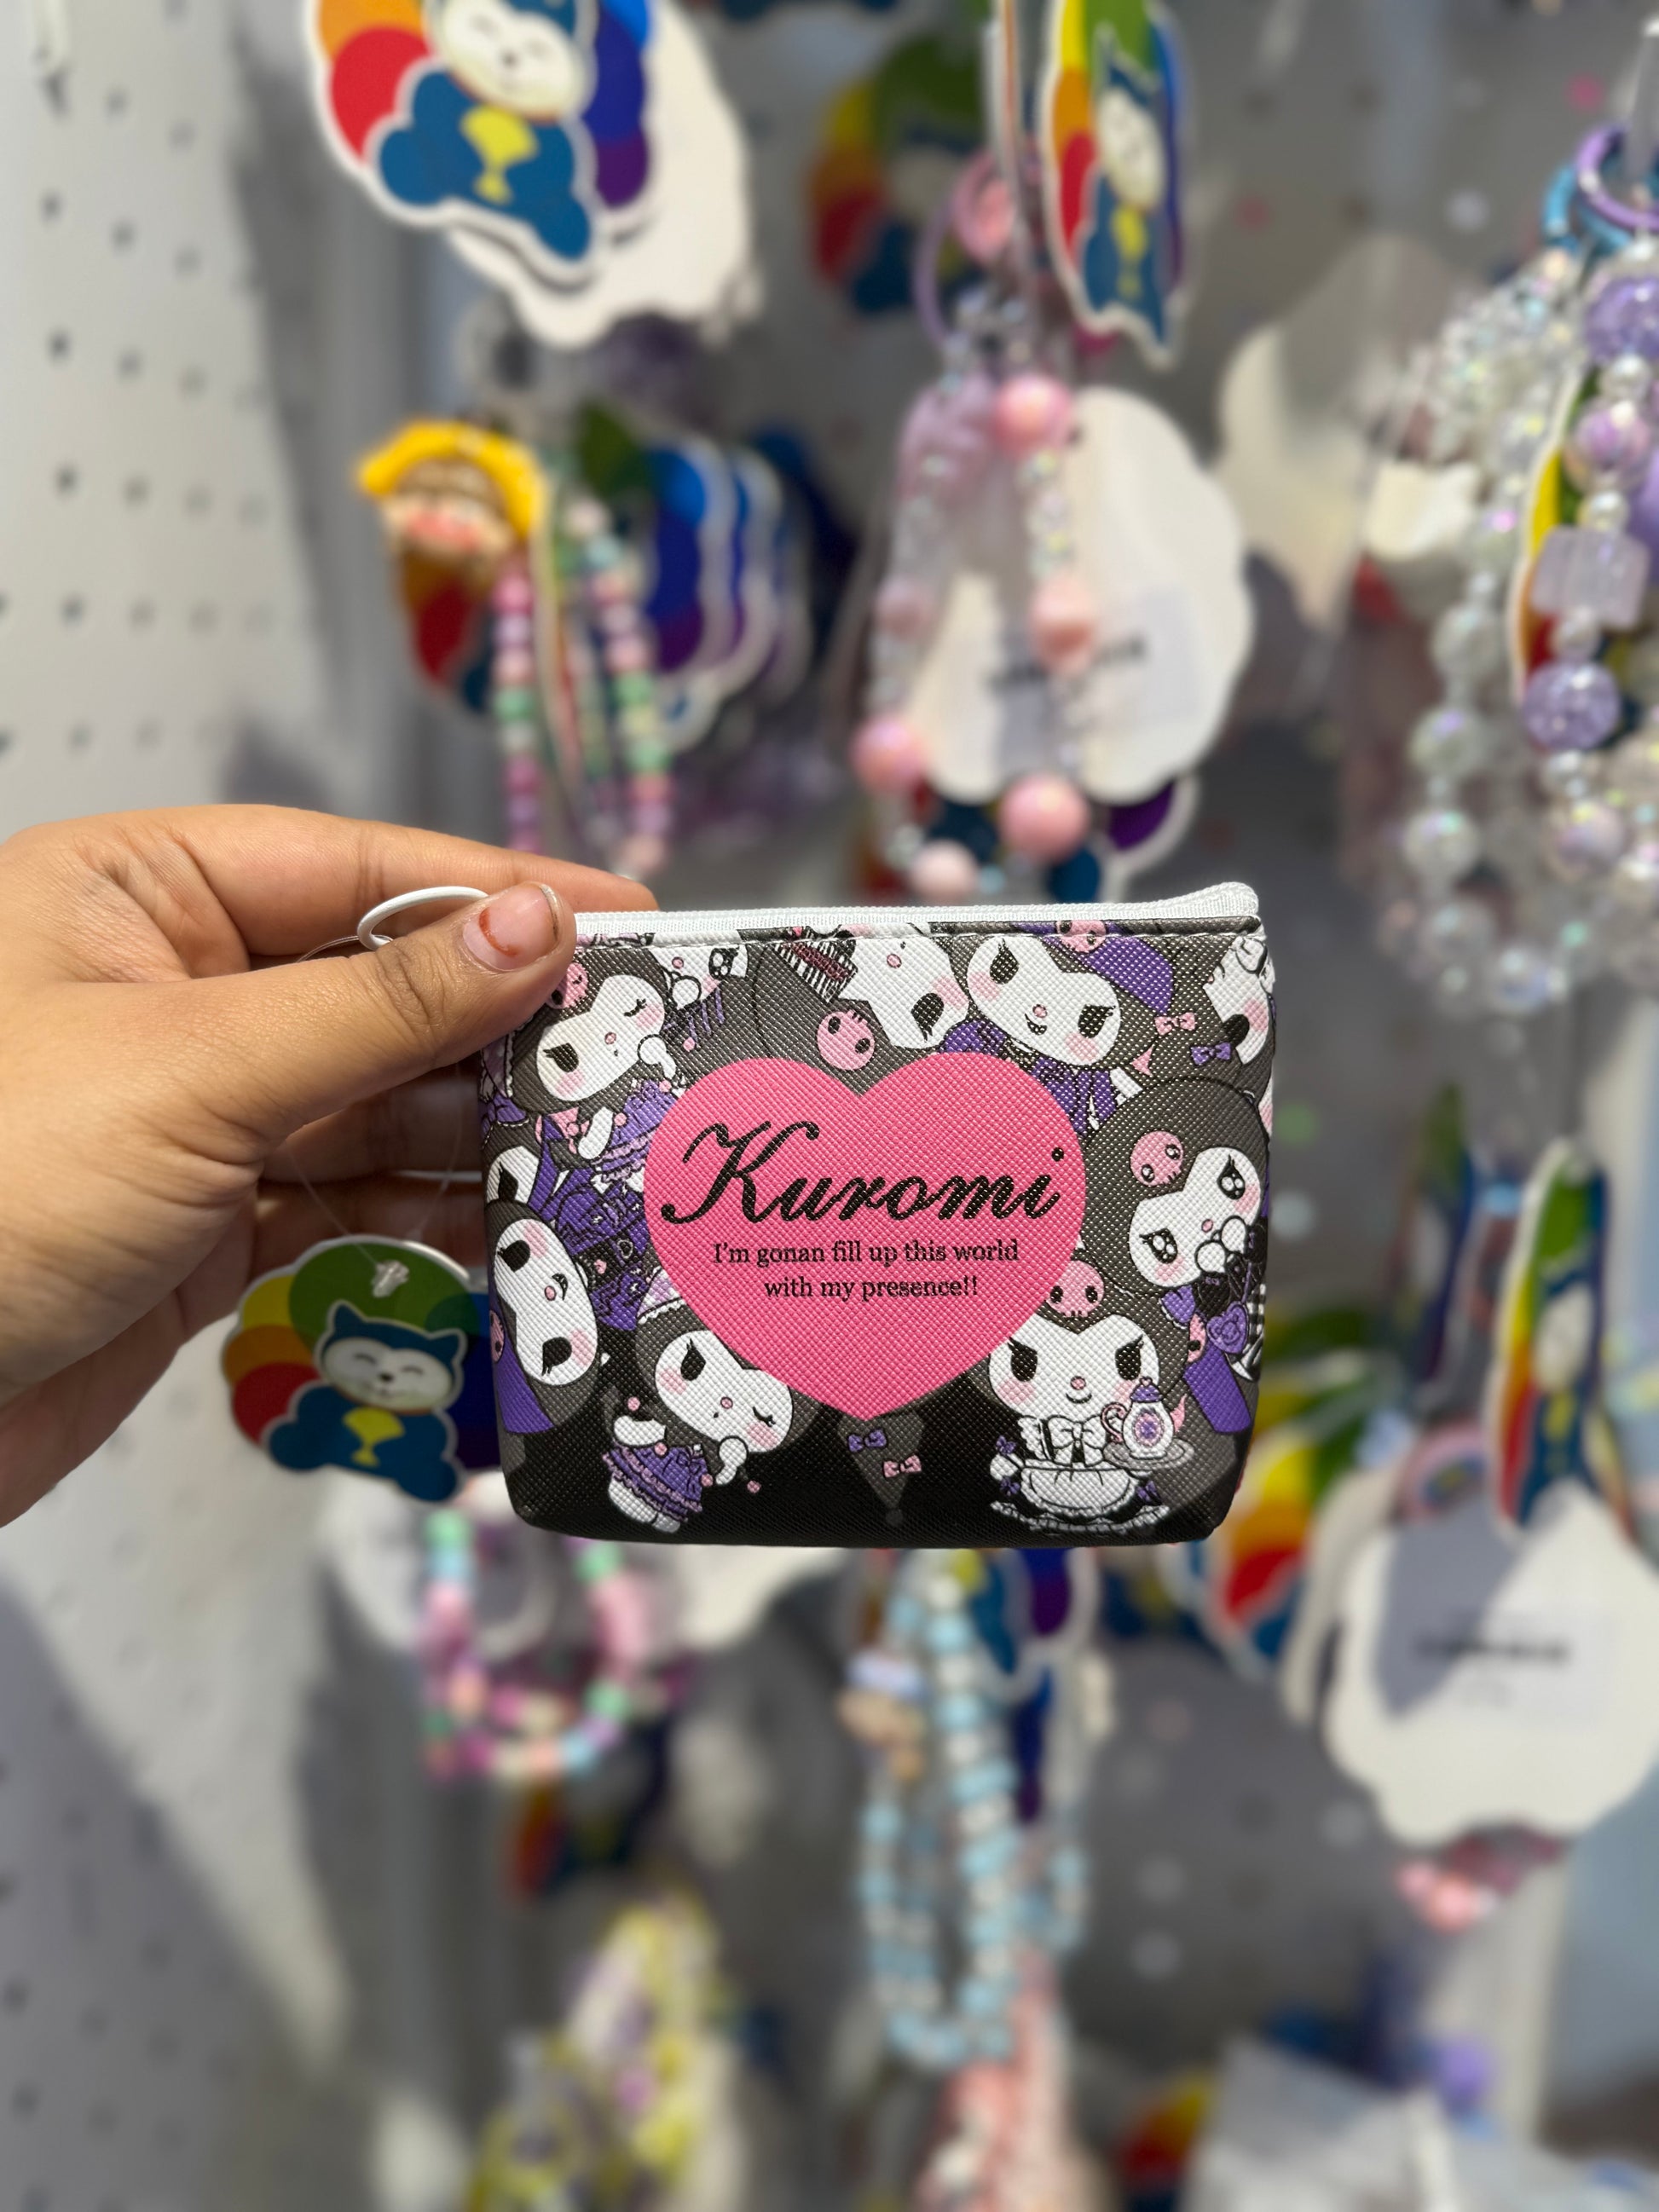 Kuromi
I'm gonan fill up this world
with my presence!!